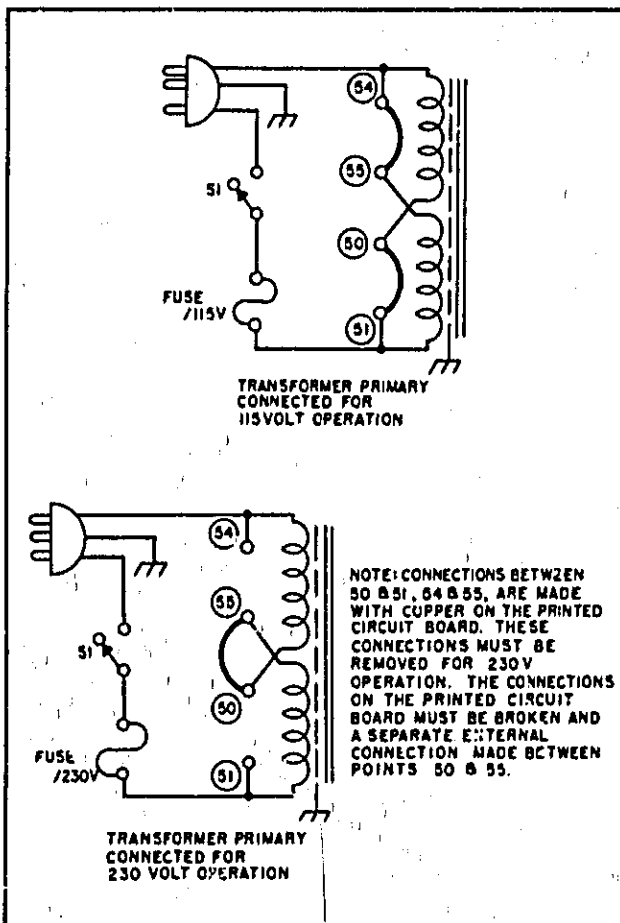 54
55
S1
50
FUSE
/115V
51
TRANSFORMER PRIMARY
CONNECTED FOR
115VOLT OPERATION
54
55
S1
50
FUSE
/230V
51
NOTE: CONNECTIONS BETWEEN
50 & 51, 54 & 55, ARE MADE
WITH COPPER ON THE PRINTED
CIRCUIT BOARD. THESE
CONNECTIONS MUST BE
REMOVED FOR 230V
OPERATION. THE CONNECTIONS
ON THE PRINTED CIRCUIT
BOARD MUST BE BROKEN AND
A SEPARATE EXTERNAL
CONNECTION MADE BETWEEN
POINTS 50 & 55.
TRANSFORMER PRIMARY
CONNECTED FOR
230 VOLT OPERATION